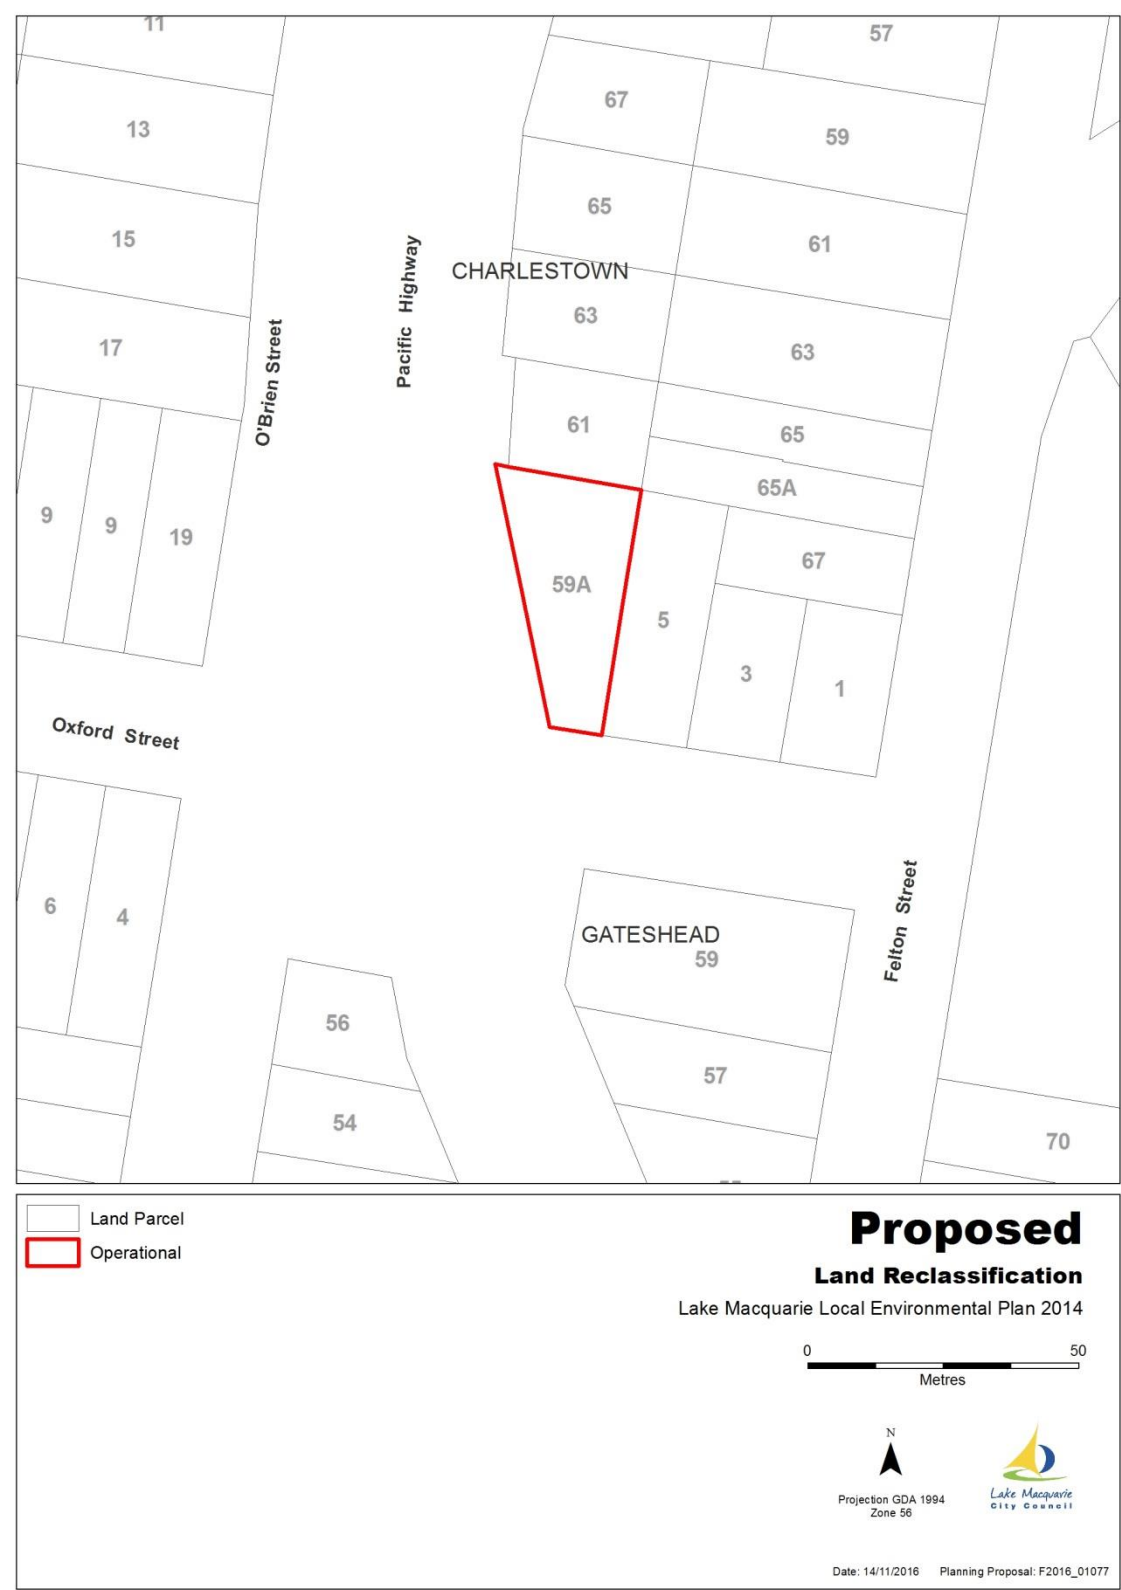 11
57
67
13
59
65
15
61
Pacific Highway
CHARLESTOWN
63
17
63
O'Brien Street
61
65
65A
9
9
19
67
59A
5
3
1
Oxford Street
6
4
Felton Street
GATESHEAD
59
56
57
54
70
Land Parcel
Operational
Proposed
Land Reclassification
Lake Macquarie Local Environmental Plan 2014
0 50
Metres
N
Projection GDA 1994
Zone 56
Lake Macquarie
City Council
Date: 14/11/2016 Planning Proposal: F2016_01077